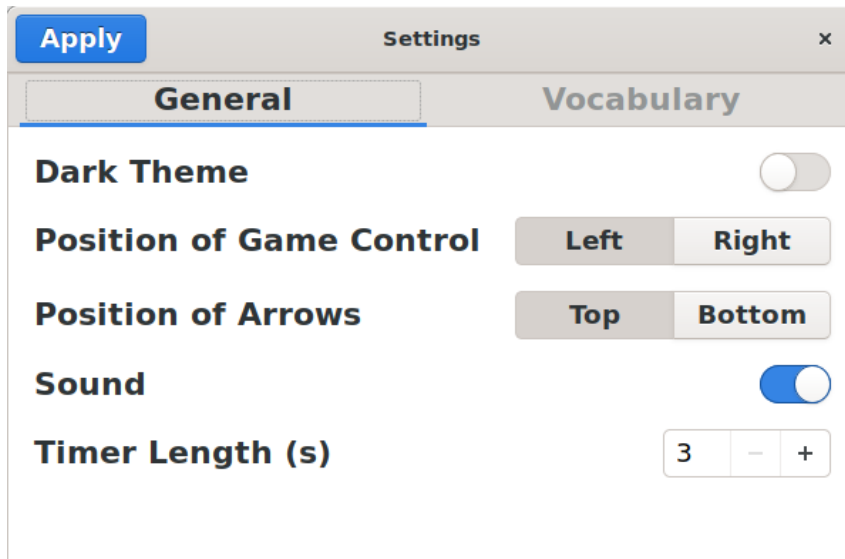 Apply Settings ×
General Vocabulary
Dark Theme
Position of Game Control Left Right
Position of Arrows Top Bottom
Sound
Timer Length (s) 3 − +